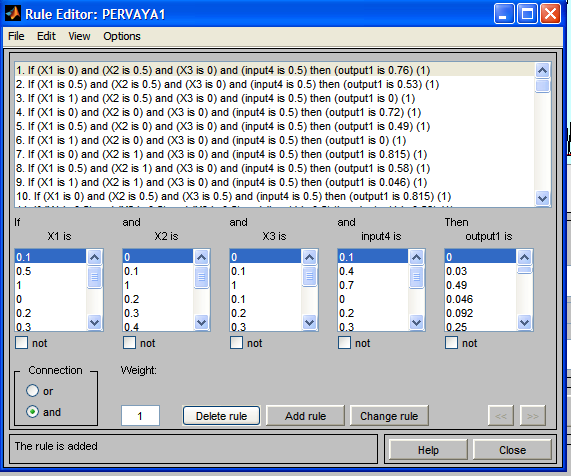 Rule Editor: PERVAYA1
File Edit View Options
1. If (X1 is 0) and (X2 is 0.5) and (X3 is 0) and (input4 is 0.5) then (output1 is 0.76) (1)
2. If (X1 is 0.5) and (X2 is 0.5) and (X3 is 0) and (input4 is 0.5) then (output1 is 0.53) (1)
3. If (X1 is 1) and (X2 is 0.5) and (X3 is 0) and (input4 is 0.5) then (output1 is 0) (1)
4. If (X1 is 0) and (X2 is 0) and (X3 is 0) and (input4 is 0.5) then (output1 is 0.72) (1)
5. If (X1 is 0.5) and (X2 is 0) and (X3 is 0) and (input4 is 0.5) then (output1 is 0.49) (1)
6. If (X1 is 1) and (X2 is 0) and (X3 is 0) and (input4 is 0.5) then (output1 is 0) (1)
7. If (X1 is 0) and (X2 is 1) and (X3 is 0) and (input4 is 0.5) then (output1 is 0.815) (1)
8. If (X1 is 0.5) and (X2 is 1) and (X3 is 0) and (input4 is 0.5) then (output1 is 0.58) (1)
9. If (X1 is 1) and (X2 is 1) and (X3 is 0) and (input4 is 0.5) then (output1 is 0.046) (1)
10. If (X1 is 0) and (X2 is 0.5) and (X3 is 0.5) and (input4 is 0.5) then (output1 is 0.815) (1)
If and and and Then
X1 is X2 is X3 is input4 is output1 is
0.1 0 0 0.1 0
0.5 0.1 0.1 0.4 0.03
1 1 1 0.7 0.49
0 0.2 0.1 0 0.046
0.2 0.3 0.2 0.2 0.092
0.3 0.4 0.3 0.3 0.25
not not not not not
Connection Weight:
or
and 1 Delete rule Add rule Change rule << >>
The rule is added Help Close